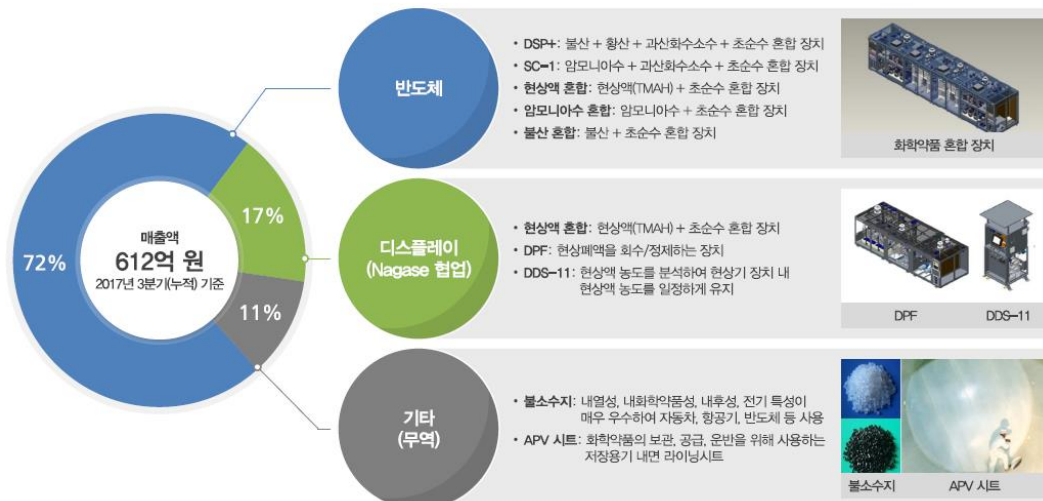 매출액
612억 원
2017년 3분기(누적) 기준
72%
17%
11%
반도체
• DSP+: 불산 + 황산 + 과산화수소수 + 초순수 혼합 장치
• SC-1: 암모니아수 + 과산화수소수 + 초순수 혼합 장치
• 현상액 혼합: 현상액(TMAH) + 초순수 혼합 장치
• 암모니아수 혼합: 암모니아수 + 초순수 혼합 장치
• 불산 혼합: 불산 + 초순수 혼합 장치
화학약품 혼합 장치
디스플레이
(Nagase 협업)
• 현상액 혼합: 현상액(TMAH) + 초순수 혼합 장치
• DPF: 현상폐액을 회수/정제하는 장치
• DDS-11: 현상액 농도를 분석하여 현상기 장치 내
현상액 농도를 일정하게 유지
DPF
DDS-11
기타
(무역)
• 불소수지: 내열성, 내화학약품성, 내후성, 전기 특성이
매우 우수하여 자동차, 항공기, 반도체 등 사용
• APV 시트: 화학약품의 보관, 공급, 운반을 위해 사용하는
저장용기 내면 라이닝시트
불소수지
APV 시트